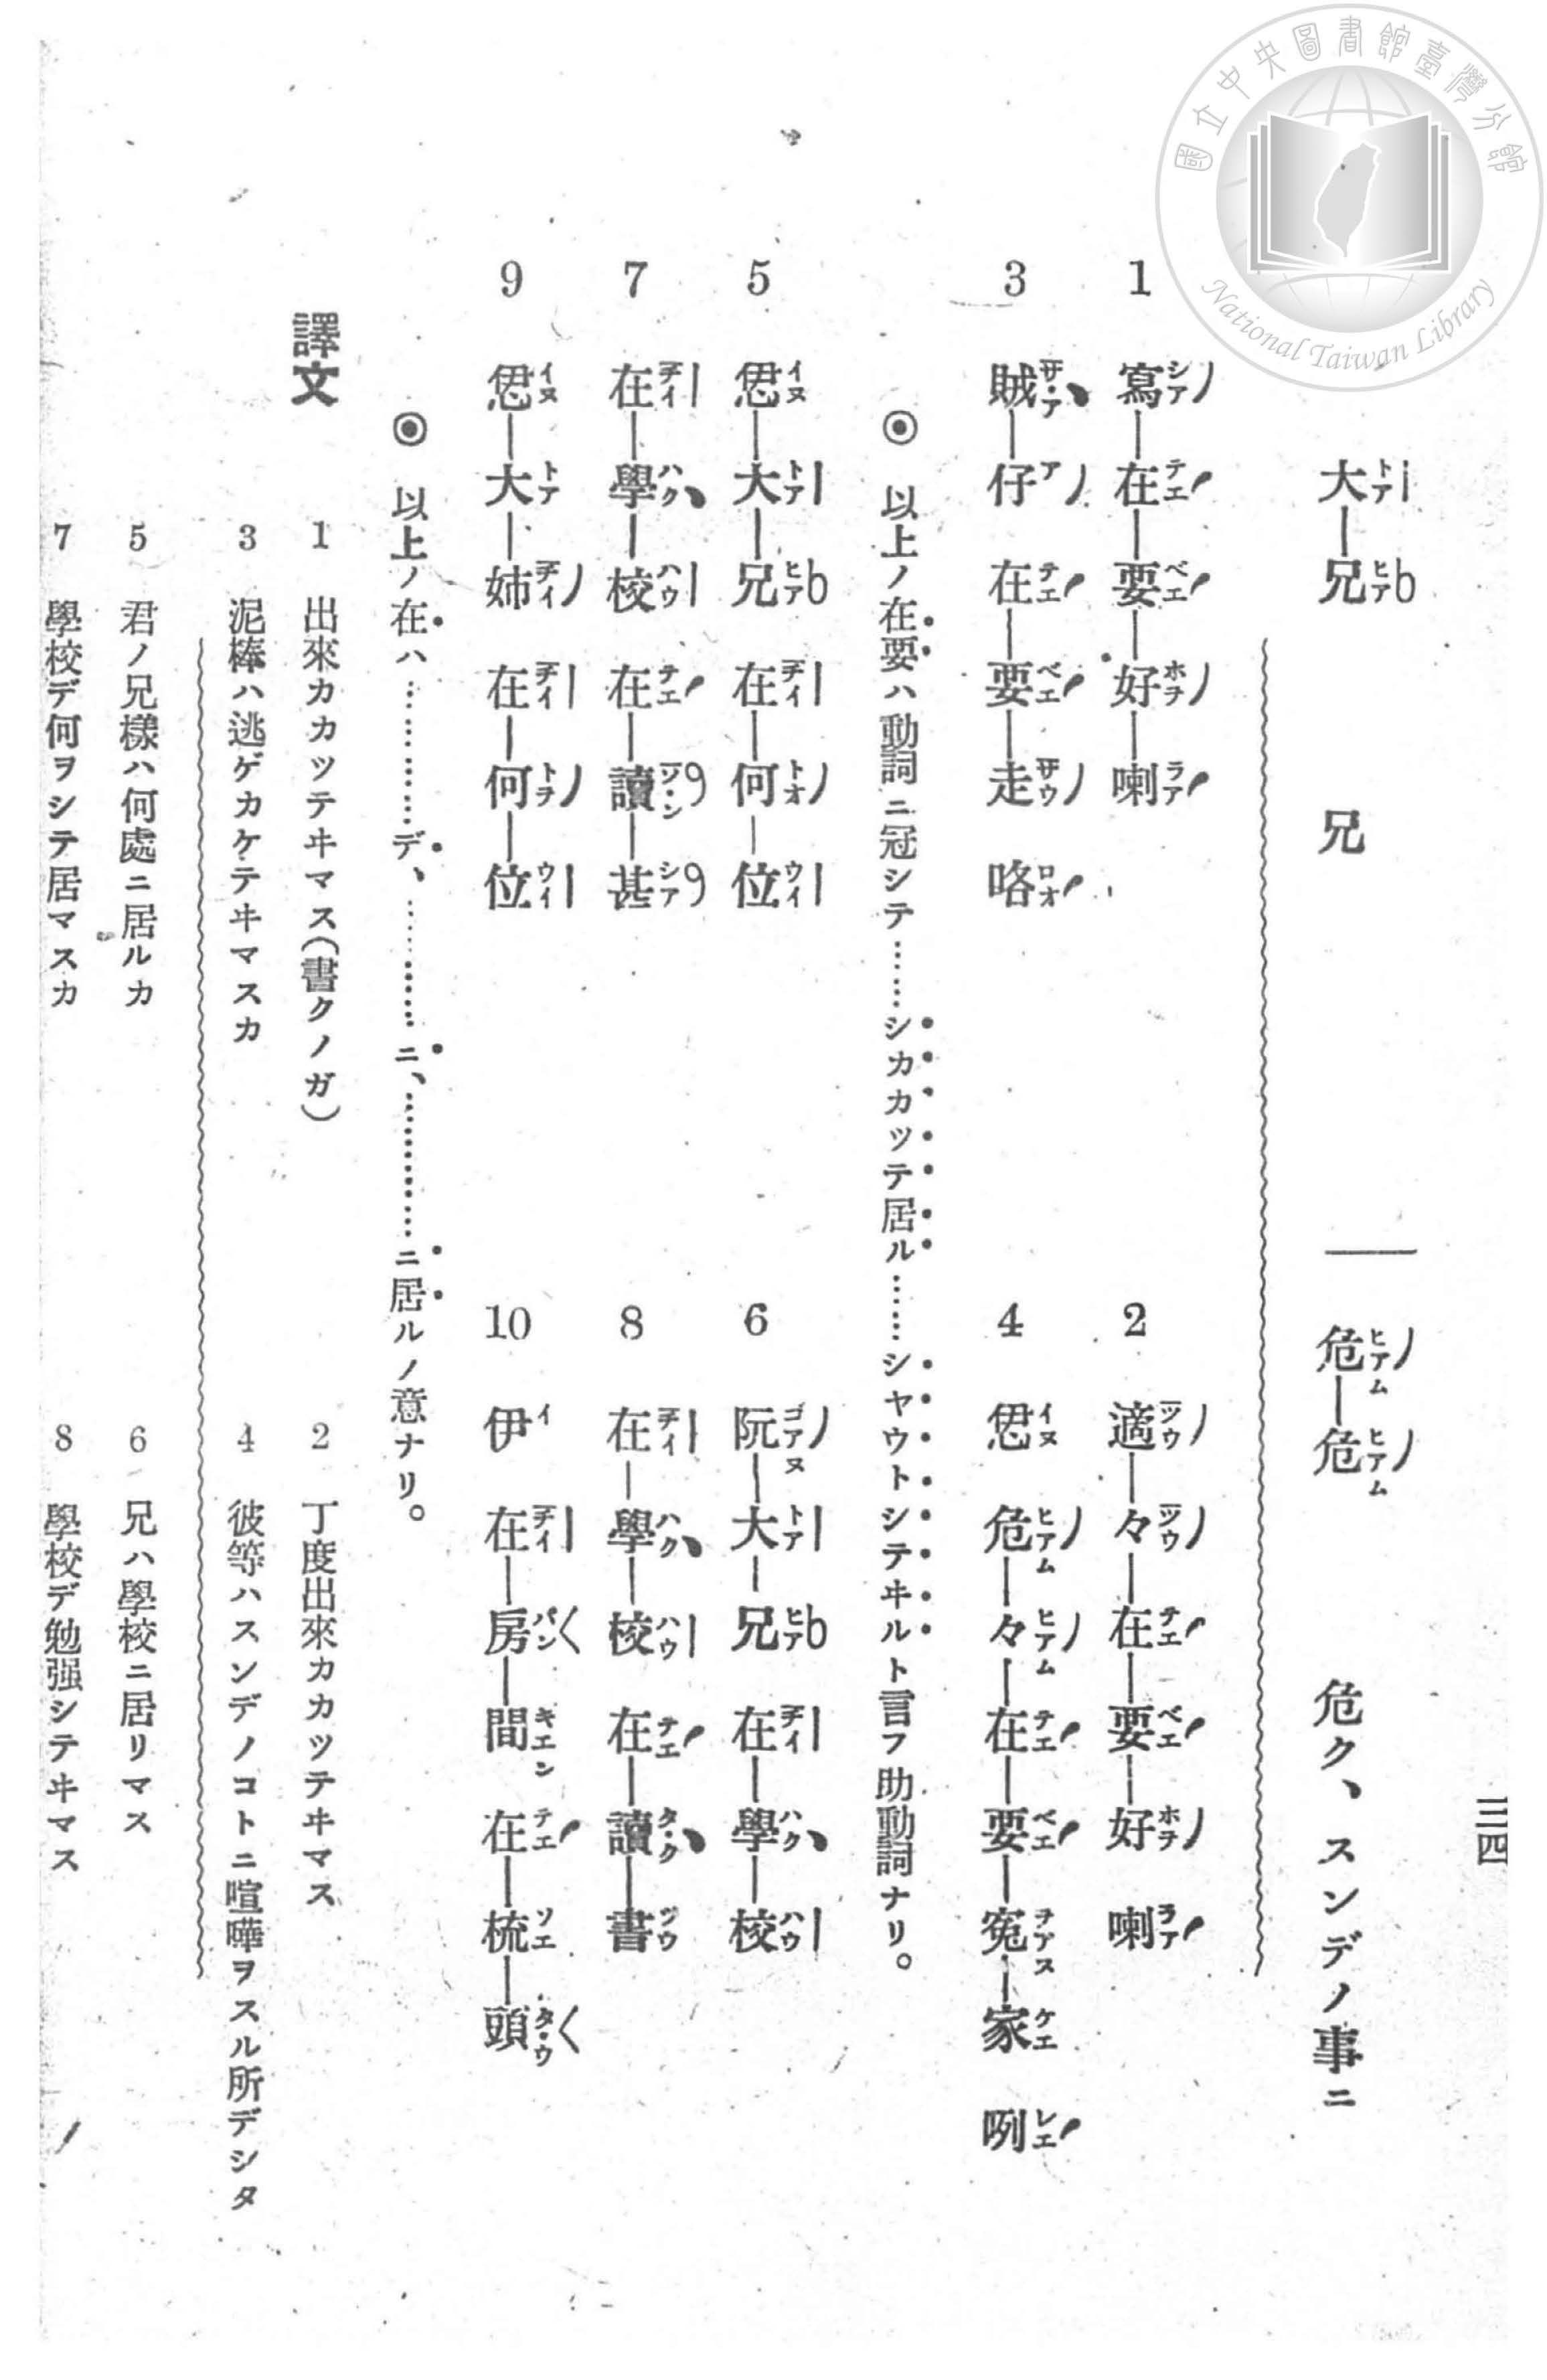 三四
大—兄 兄 — 危—危 危ク、スンデノ事ニ
1 寫—在—要—好—喇
2 適—々—在—要—好 喇
3 賊—仔 在—要—走 咯
4 恁 危—々—在—要—寃—家 咧
◉ 以上ノ在要ハ動詞ニ冠シテ……シカカッテ居ル……シヤウトシテヰルト言フ助動詞ナリ。
5 恁—大—兄 在—何—位
6 阮—大—兄 在—學—校
7 在—學—校 在—讀—甚
8 在—學—校 在—讀—書
9 恁—大—姉 在—何—位
10 伊 在—房—間 在—梳—頭
◉ 以上ノ在ハ…………デ、…………ニ、…………ニ居ルノ意ナリ。
譯文
1 出來カカツテヰマス(書クノガ)
2 丁度出來カカツテヰマス
3 泥棒ハ逃ゲカケテヰマスカ
4 彼等ハスンデノコトニ喧嘩ヲスル所デシタ
5 君ノ兄樣ハ何處ニ居ルカ
6 兄ハ學校ニ居リマス
7 學校デ何ヲシテ居マスカ
8 學校デ勉强シテヰマス
國立中央圖書館臺灣分館
National Taiwan Library